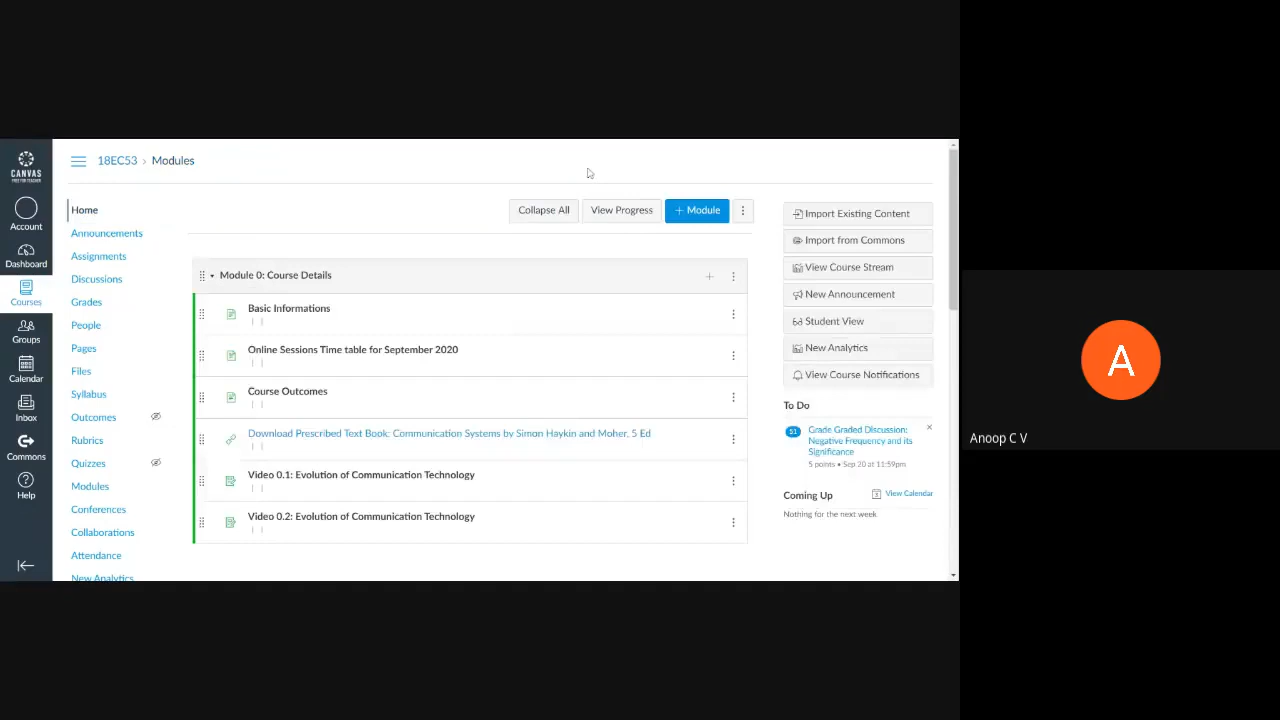 CANVAS
FREE FOR TEACHER
Account
Dashboard
Courses
Groups
Calendar
Inbox
Commons
Help
18EC53 › Modules
Home
Announcements
Assignments
Discussions
Grades
People
Pages
Files
Syllabus
Outcomes
Rubrics
Quizzes
Modules
Conferences
Collaborations
Attendance
New Analytics
Collapse All
View Progress
+ Module
Module 0: Course Details
Basic Informations
Online Sessions Time table for September 2020
Course Outcomes
Download Prescribed Text Book: Communication Systems by Simon Haykin and Moher, 5 Ed
Video 0.1: Evolution of Communication Technology
Video 0.2: Evolution of Communication Technology
Import Existing Content
Import from Commons
View Course Stream
New Announcement
Student View
New Analytics
View Course Notifications
To Do
51
Grade Graded Discussion:
Negative Frequency and its
Significance
5 points • Sep 20 at 11:59pm
Coming Up
View Calendar
Nothing for the next week
A
Anoop C V